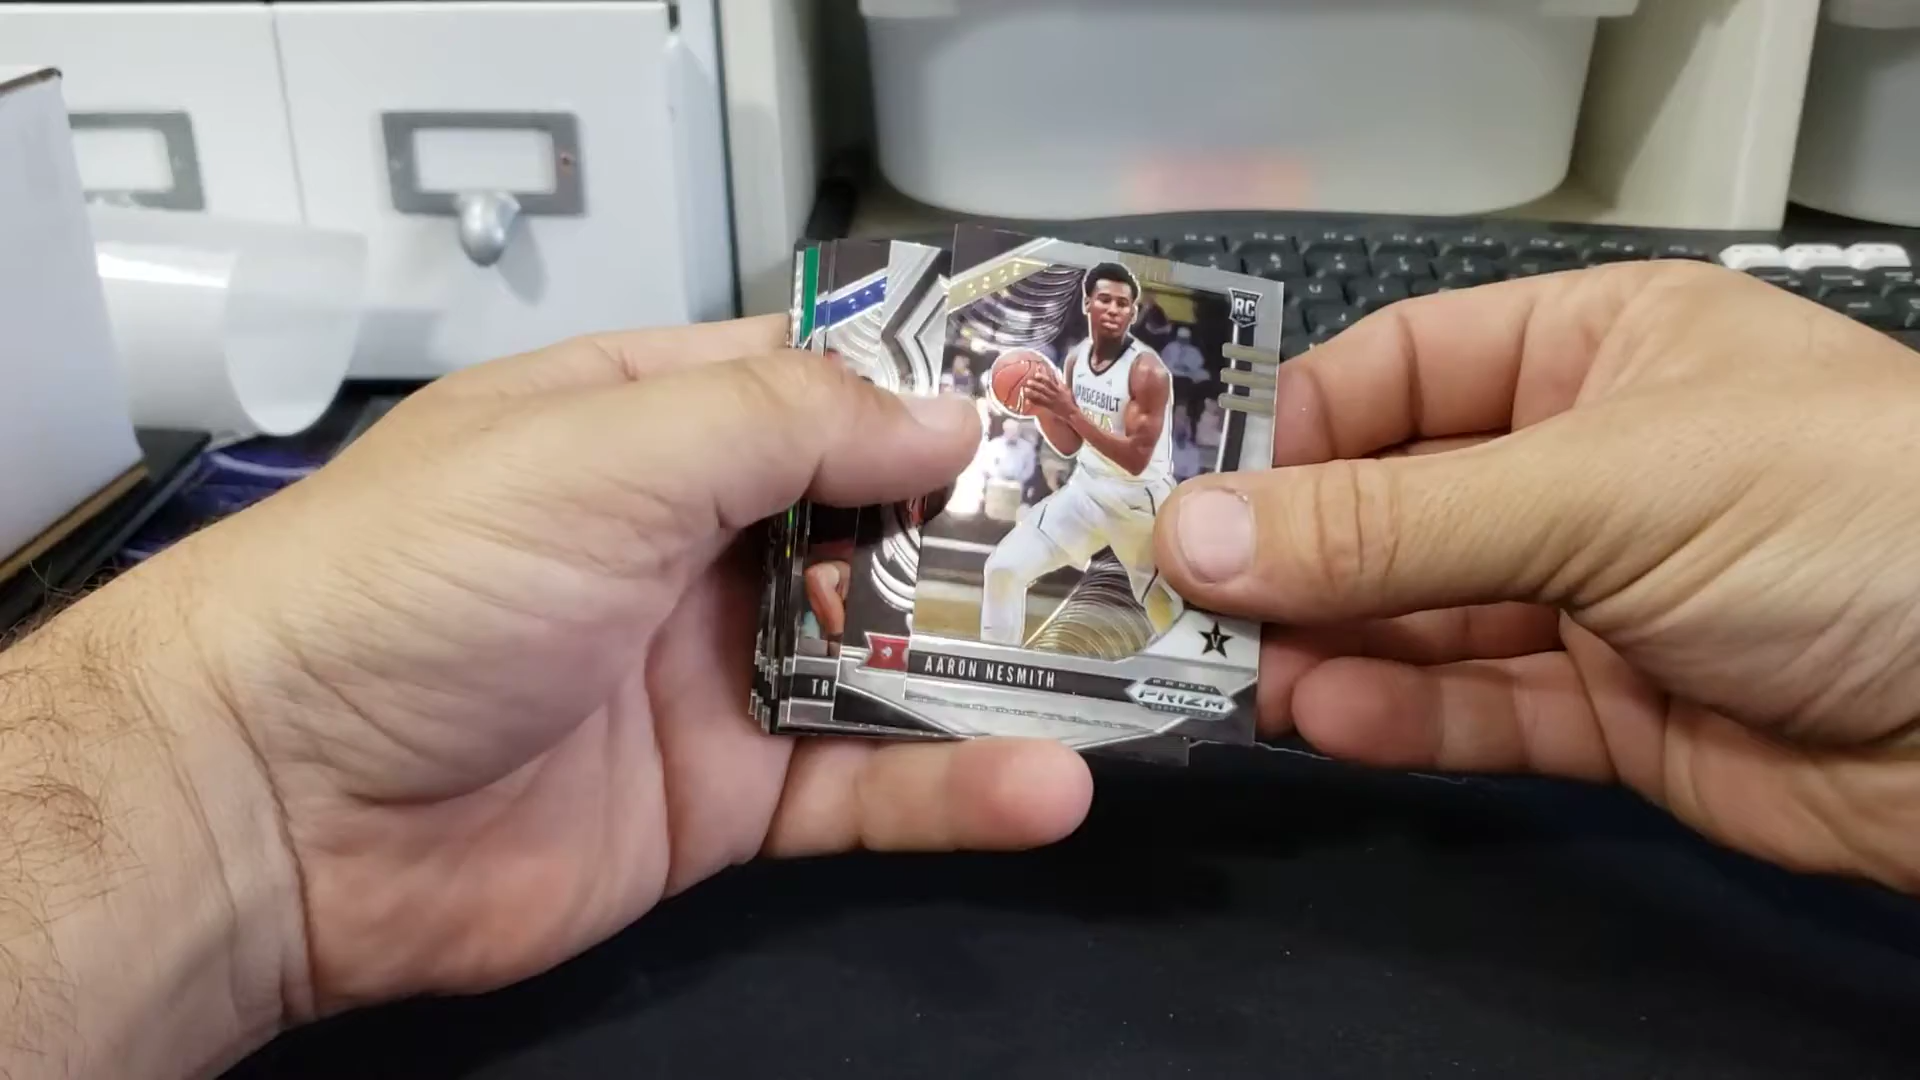 RC
VANDERBILT
V
TR
AARON NESMITH
PANINI
PRIZM